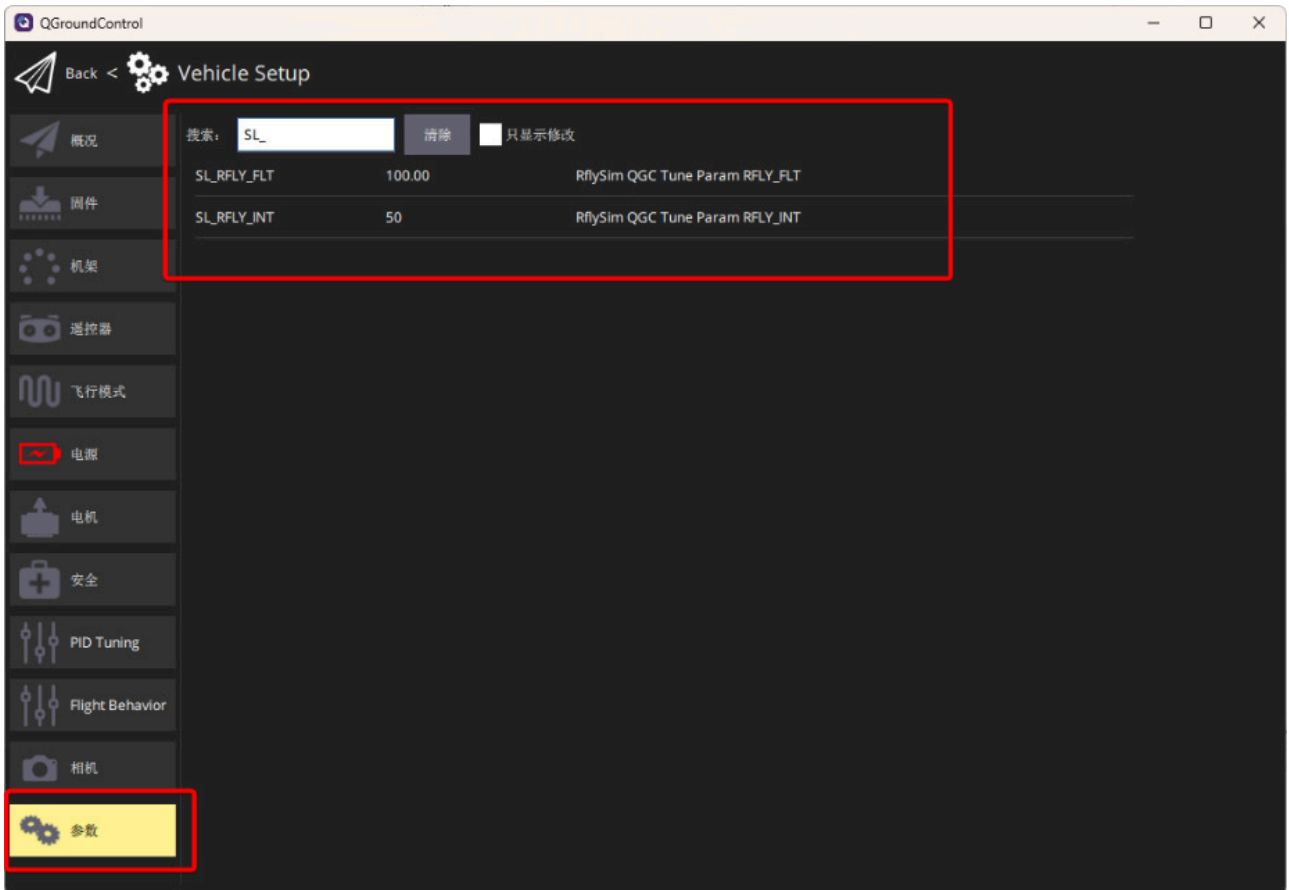 QGroundControl
Back < Vehicle Setup
概况
固件
机架
遥控器
飞行模式
电源
电机
安全
PID Tuning
Flight Behavior
相机
参数
搜索: SL_ 清除 只显示修改
SL_RFLY_FLT 100.00 RflySim QGC Tune Param RFLY_FLT
SL_RFLY_INT 50 RflySim QGC Tune Param RFLY_INT